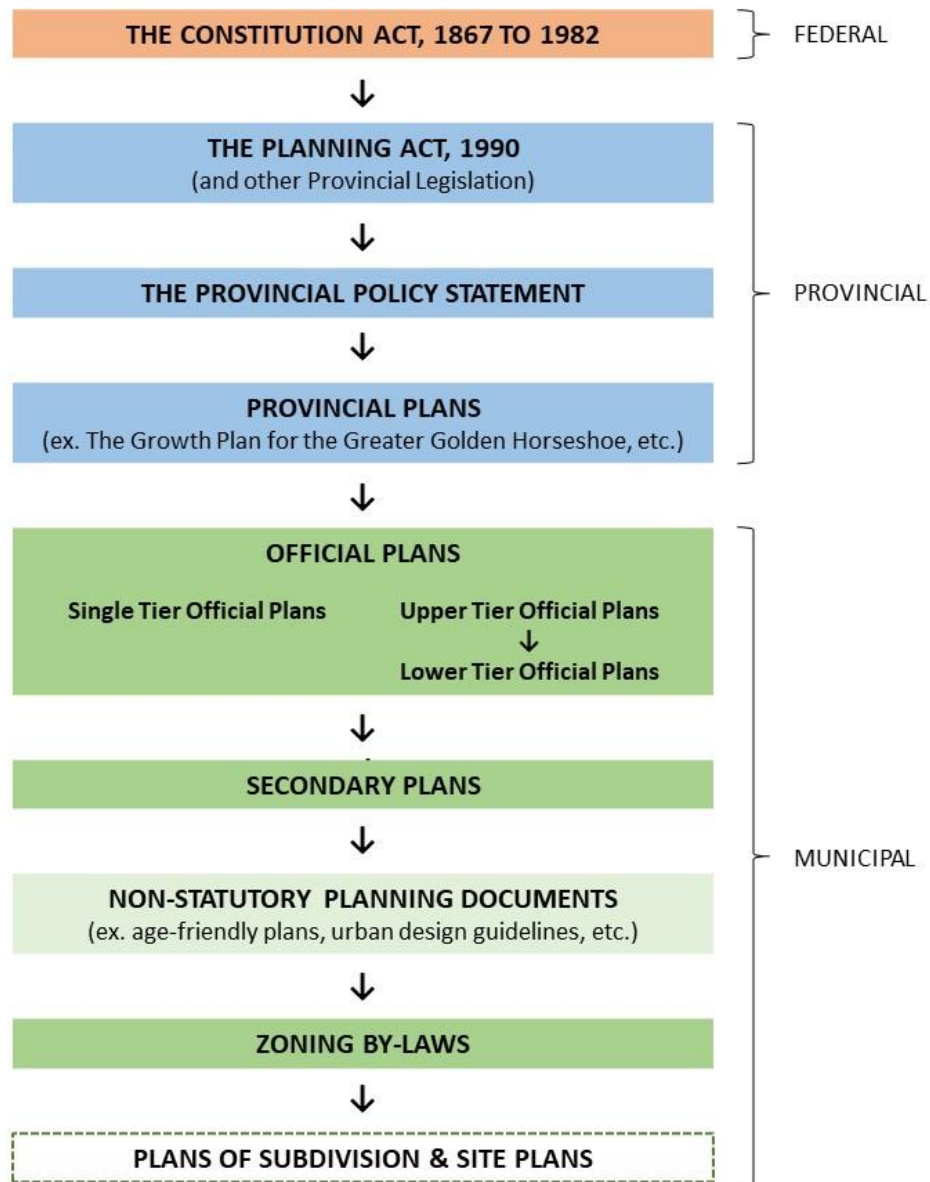 THE CONSTITUTION ACT, 1867 TO 1982
FEDERAL
↓
THE PLANNING ACT, 1990
(and other Provincial Legislation)
↓
THE PROVINCIAL POLICY STATEMENT
PROVINCIAL
↓
PROVINCIAL PLANS
(ex. The Growth Plan for the Greater Golden Horseshoe, etc.)
↓
OFFICIAL PLANS
Single Tier Official Plans
Upper Tier Official Plans
↓
Lower Tier Official Plans
↓
SECONDARY PLANS
↓
NON-STATUTORY PLANNING DOCUMENTS
(ex. age-friendly plans, urban design guidelines, etc.)
MUNICIPAL
↓
ZONING BY-LAWS
↓
PLANS OF SUBDIVISION & SITE PLANS